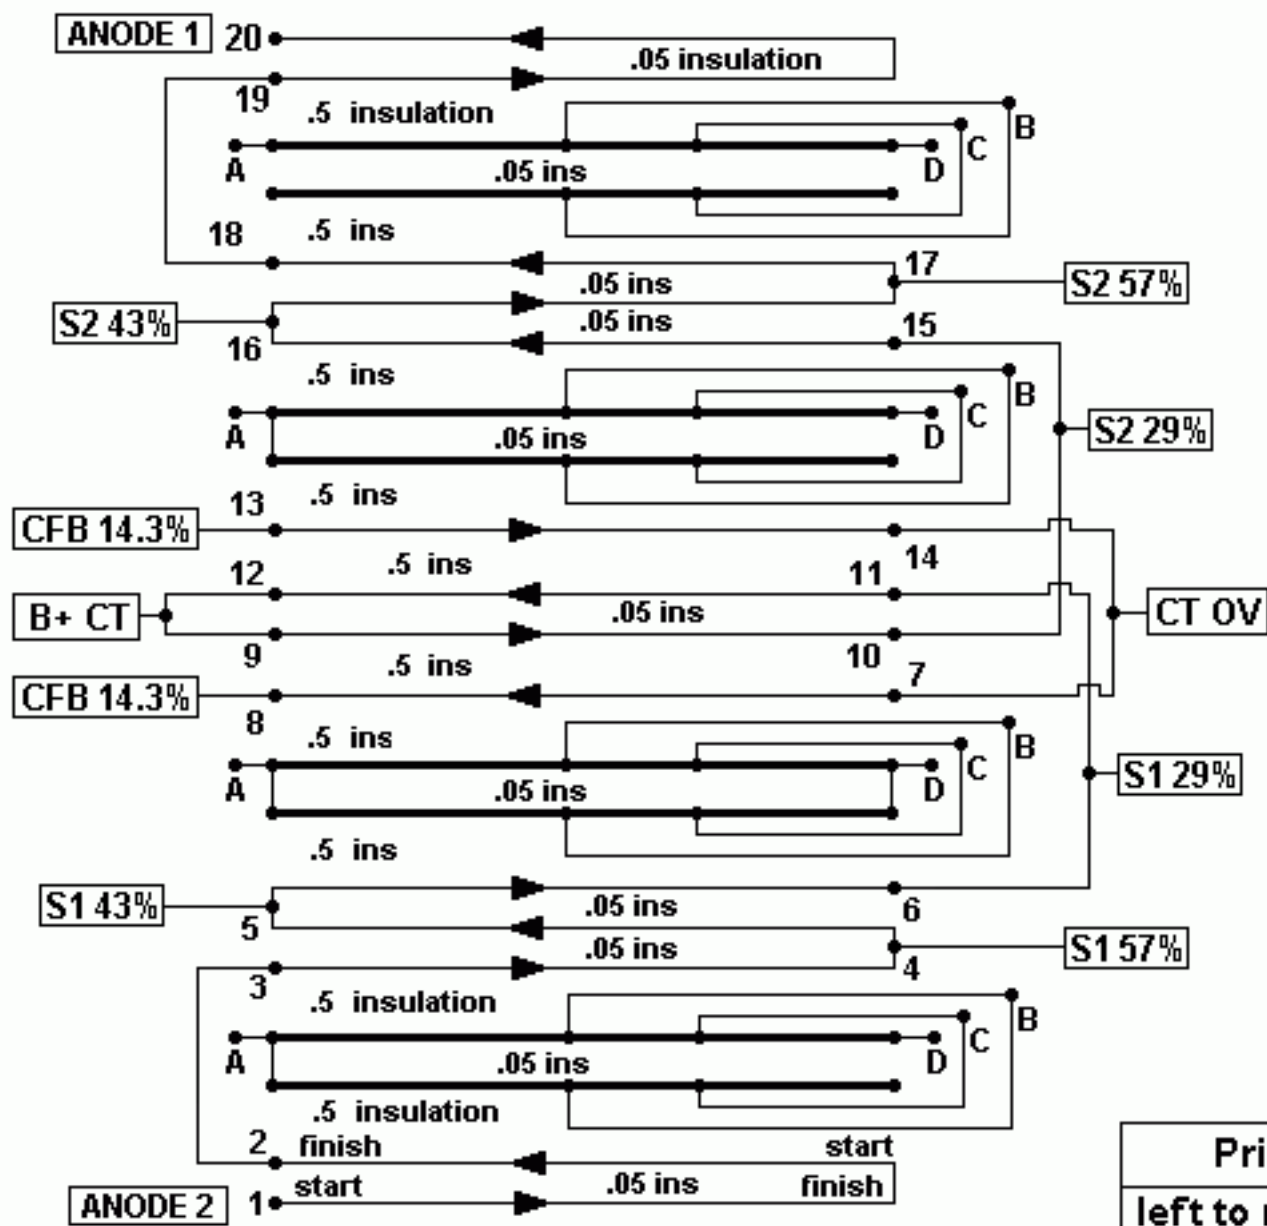 ANODE 1 20
.05 insulation
19
.5 insulation
B
C
A
D
.05 ins
18
.5 ins
17
.05 ins
S2 57%
S2 43%
.05 ins
15
16
.5 ins
B
C
A
D
.05 ins
S2 29%
13
.5 ins
CFB 14.3%
14
12
.5 ins
11
B+ CT
.05 ins
CT 0V
9
10
.5 ins
7
CFB 14.3%
8
.5 ins
B
C
A
D
.05 ins
S1 29%
.5 ins
S1 43%
.05 ins
6
5
.05 ins
S1 57%
3
4
.5 insulation
B
C
A
D
.05 ins
.5 insulation
2 finish start
start .05 ins finish
ANODE 2 1
left to